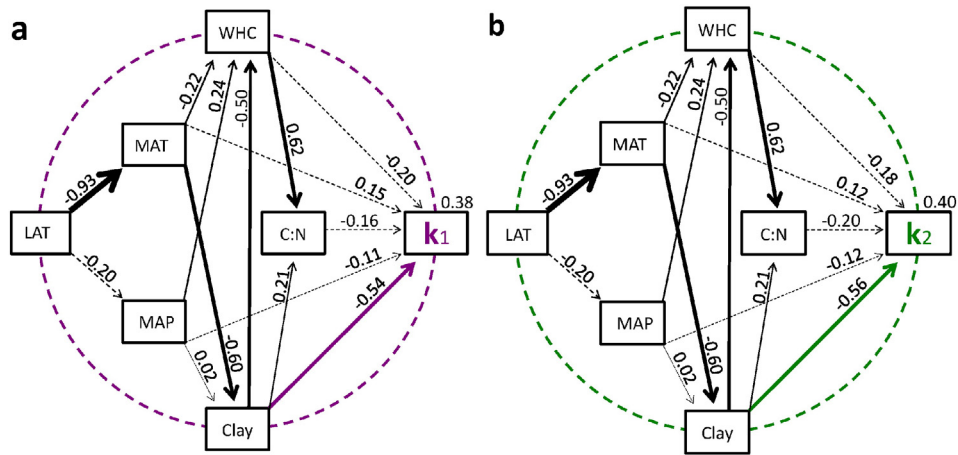 a
WHC
-0.22
0.24
-0.50
MAT
0.62
-0.20
-0.93
0.15
0.38
LAT
C:N
-0.16
k1
-0.20
-0.11
0.21
-0.54
MAP
0.02
-0.60
Clay
b
WHC
-0.22
0.24
-0.50
MAT
0.62
-0.18
-0.93
0.12
0.40
LAT
C:N
-0.20
k2
-0.20
-0.12
0.21
-0.56
MAP
0.02
-0.60
Clay